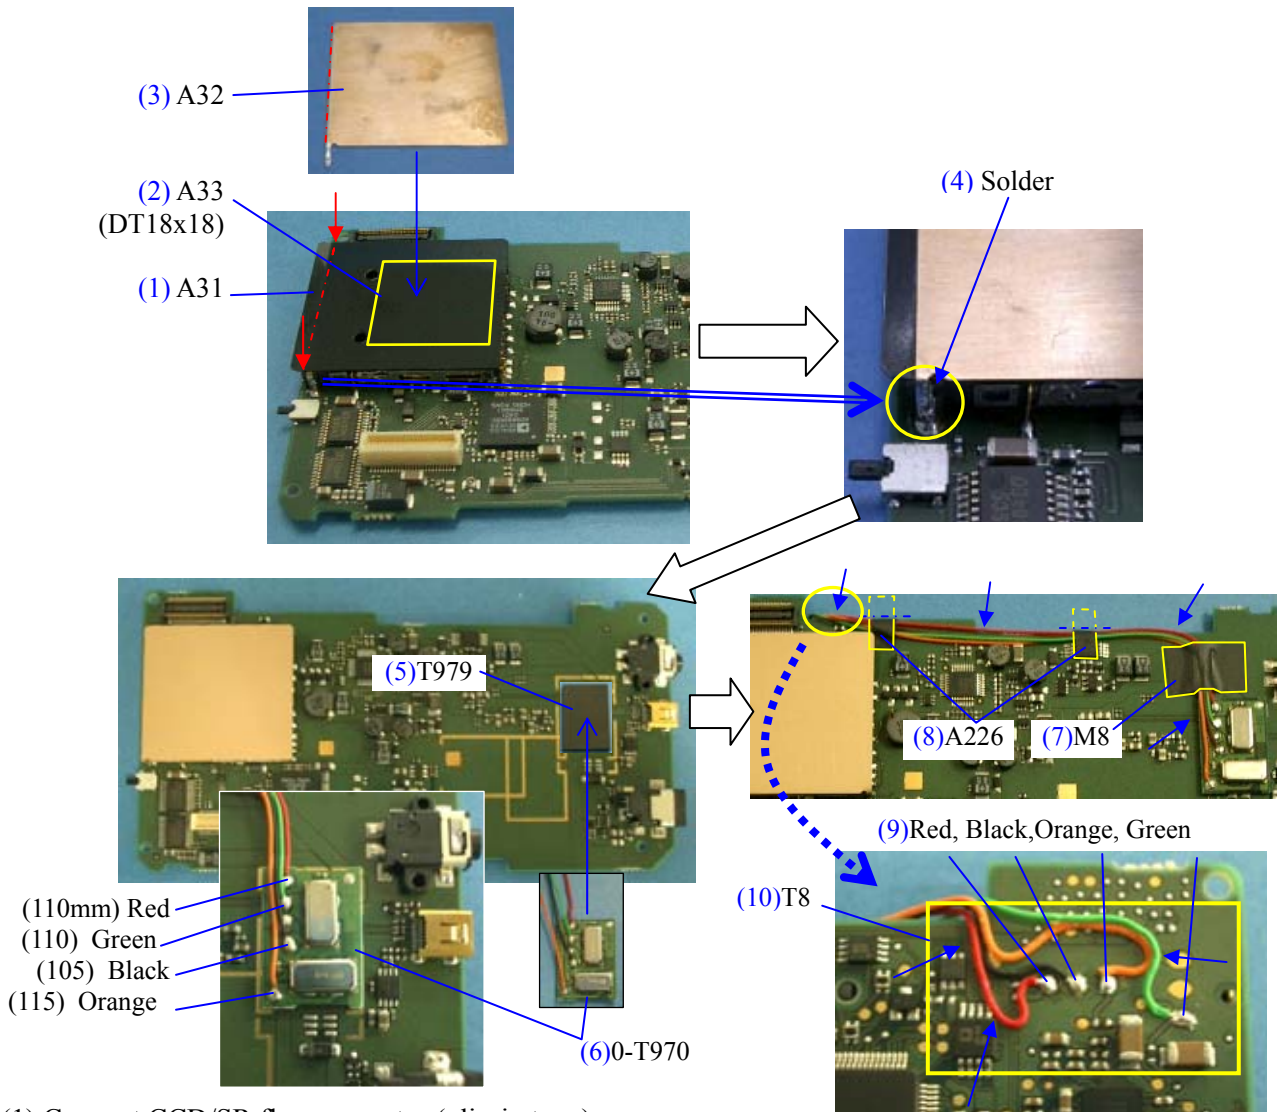 (3) A32
(2) A33
(DT18x18)
(1) A31
(4) Solder
(5)T979
(8)A226
(7)M8
(9)Red, Black,Orange, Green
(10)T8
(110mm) Red
(110) Green
(105) Black
(115) Orange
(6)0-T970